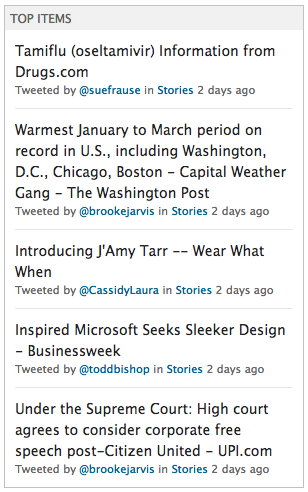 TOP ITEMS
Tamiflu (oseltamivir) Information from
Drugs.com
Tweeted by @suefrause in Stories 2 days ago
Warmest January to March period on
record in U.S., including Washington,
D.C., Chicago, Boston - Capital Weather
Gang - The Washington Post
Tweeted by @brookejarvis in Stories 2 days ago
Introducing J'Amy Tarr -- Wear What
When
Tweeted by @CassidyLaura in Stories 2 days ago
Inspired Microsoft Seeks Sleeker Design
- Businessweek
Tweeted by @toddbishop in Stories 2 days ago
Under the Supreme Court: High court
agrees to consider corporate free
speech post-Citizen United - UPI.com
Tweeted by @brookejarvis in Stories 2 days ago